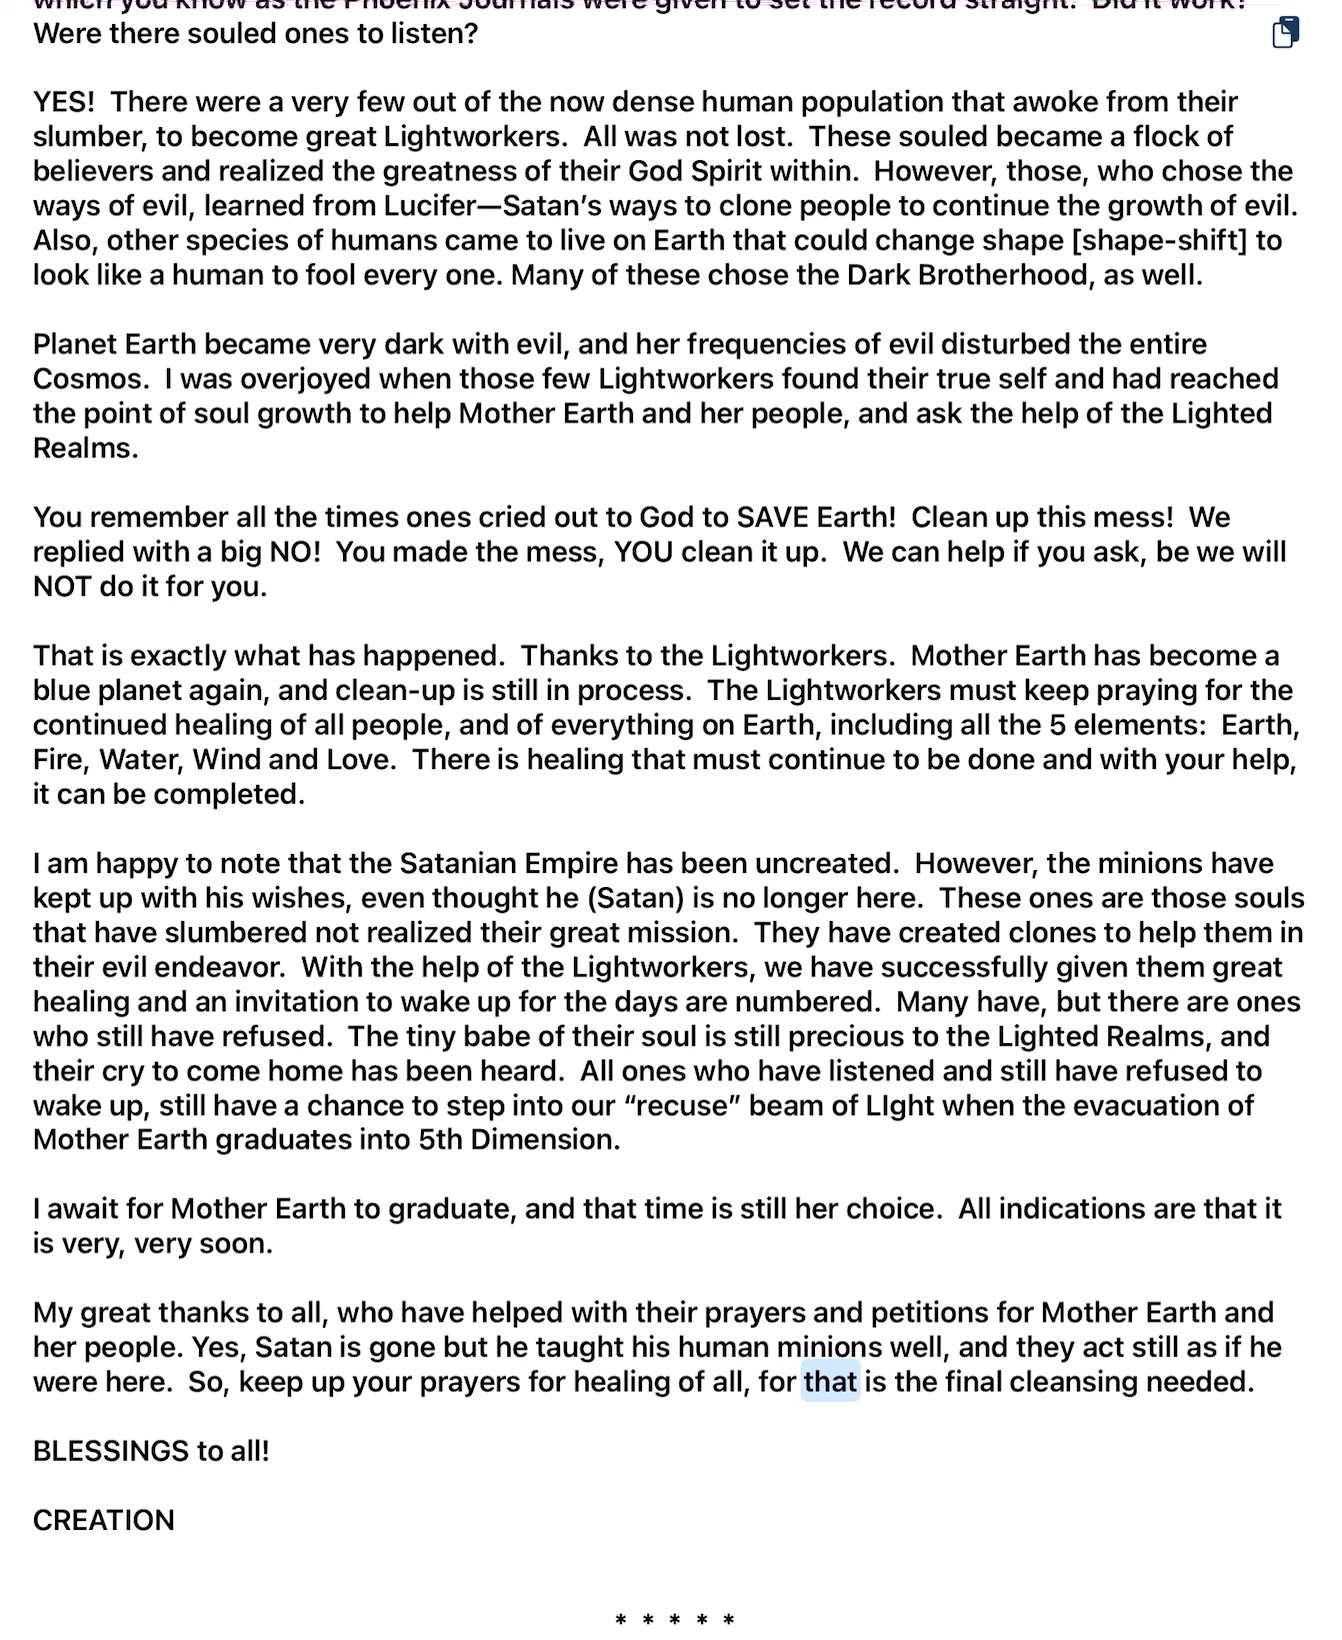 which you know as the Phoenix Journals were given to set the record straight.  Did it work?
Were there souled ones to listen?
YES!  There were a very few out of the now dense human population that awoke from their
slumber, to become great Lightworkers.  All was not lost.  These souled became a flock of
believers and realized the greatness of their God Spirit within.  However, those, who chose the
ways of evil, learned from Lucifer—Satan’s ways to clone people to continue the growth of evil.
Also, other species of humans came to live on Earth that could change shape [shape-shift] to
look like a human to fool every one. Many of these chose the Dark Brotherhood, as well.
Planet Earth became very dark with evil, and her frequencies of evil disturbed the entire
Cosmos.  I was overjoyed when those few Lightworkers found their true self and had reached
the point of soul growth to help Mother Earth and her people, and ask the help of the Lighted
Realms.
You remember all the times ones cried out to God to SAVE Earth!  Clean up this mess!  We
replied with a big NO!  You made the mess, YOU clean it up.  We can help if you ask, be we will
NOT do it for you.
That is exactly what has happened.  Thanks to the Lightworkers.  Mother Earth has become a
blue planet again, and clean-up is still in process.  The Lightworkers must keep praying for the
continued healing of all people, and of everything on Earth, including all the 5 elements:  Earth,
Fire, Water, Wind and Love.  There is healing that must continue to be done and with your help,
it can be completed.
I am happy to note that the Satanian Empire has been uncreated.  However, the minions have
kept up with his wishes, even thought he (Satan) is no longer here.  These ones are those souls
that have slumbered not realized their great mission.  They have created clones to help them in
their evil endeavor.  With the help of the Lightworkers, we have successfully given them great
healing and an invitation to wake up for the days are numbered.  Many have, but there are ones
who still have refused.  The tiny babe of their soul is still precious to the Lighted Realms, and
their cry to come home has been heard.  All ones who have listened and still have refused to
wake up, still have a chance to step into our “recuse” beam of LIght when the evacuation of
Mother Earth graduates into 5th Dimension.
I await for Mother Earth to graduate, and that time is still her choice.  All indications are that it
is very, very soon.
My great thanks to all, who have helped with their prayers and petitions for Mother Earth and
her people. Yes, Satan is gone but he taught his human minions well, and they act still as if he
were here.  So, keep up your prayers for healing of all, for that is the final cleansing needed.
BLESSINGS to all!
CREATION
* * * * *